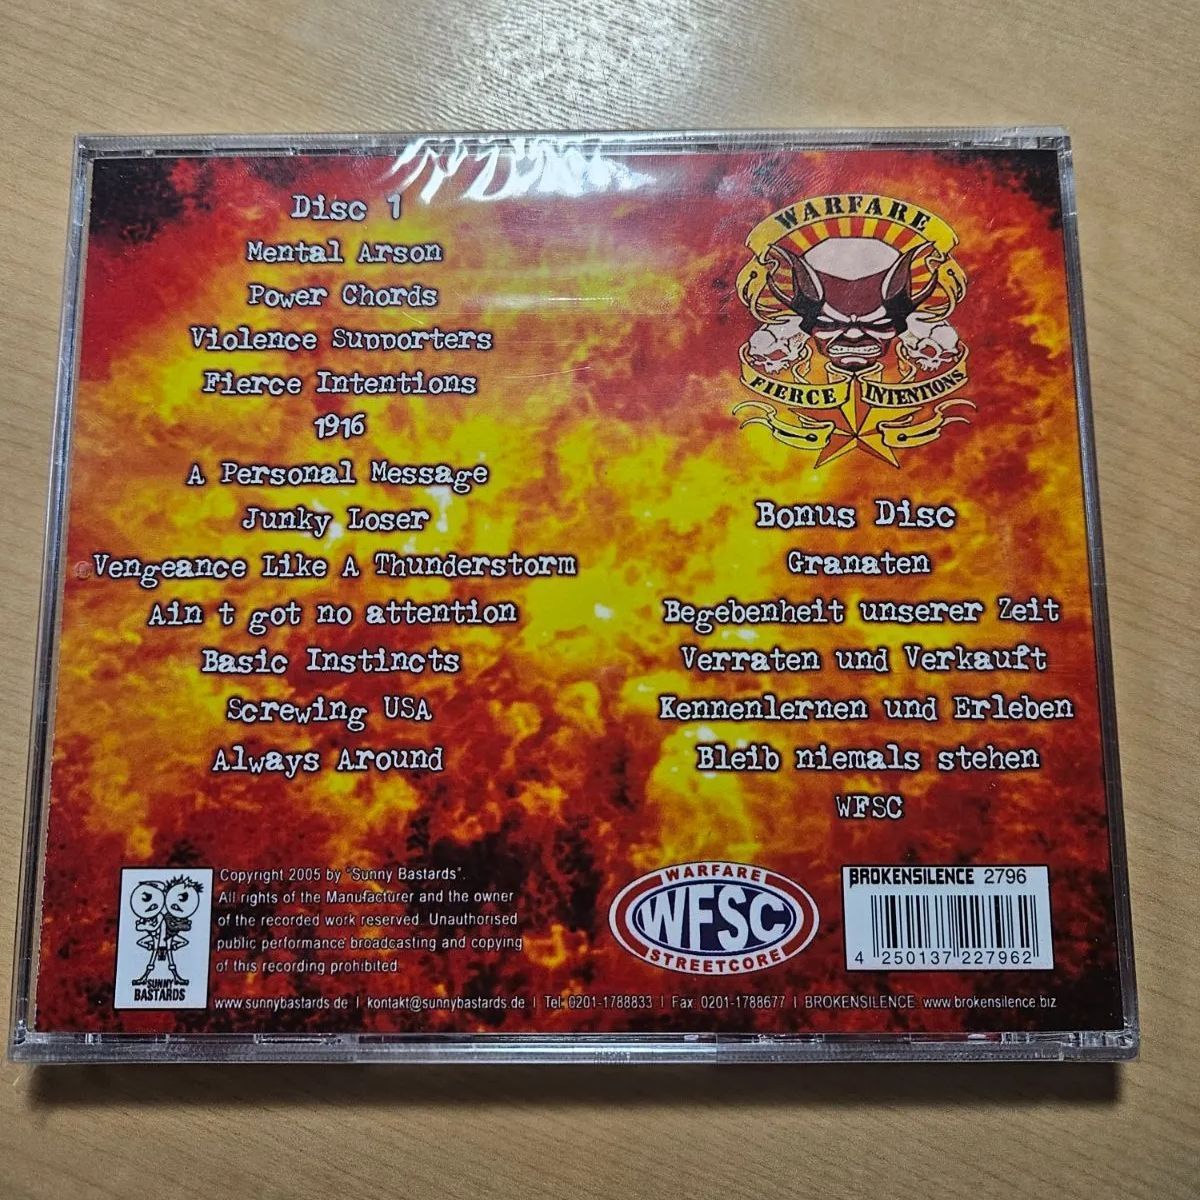 Disc 1
Mental Arson
Power Chords
Violence Supporters
Fierce Intentions
1916
A Personal Message
Junky Loser
Vengeance Like A Thunderstorm
Ain t got no attention
Basic Instincts
Screwing USA
Always Around
WARFARE
FIERCE INTENTIONS
Bonus Disc
Granaten
Begebenheit unserer Zeit
Verraten und Verkauft
Kennenlernen und Erleben
Bleib niemals stehen
WFSC
SUNNY
BASTARDS
Copyright 2005 by "Sunny Bastards".
All rights of the Manufacturer and the owner
of the recorded work reserved. Unauthorised
public performance broadcasting and copying
of this recording prohibited
WARFARE
WFSC
STREETCORE
BROKENSILENCE 2796
4 250137 227962
www.sunnybastards.de | kontakt@sunnybastards.de | Tel 0201-1788833 | Fax 0201-1788677 | BROKENSILENCE www.brokensilence.biz